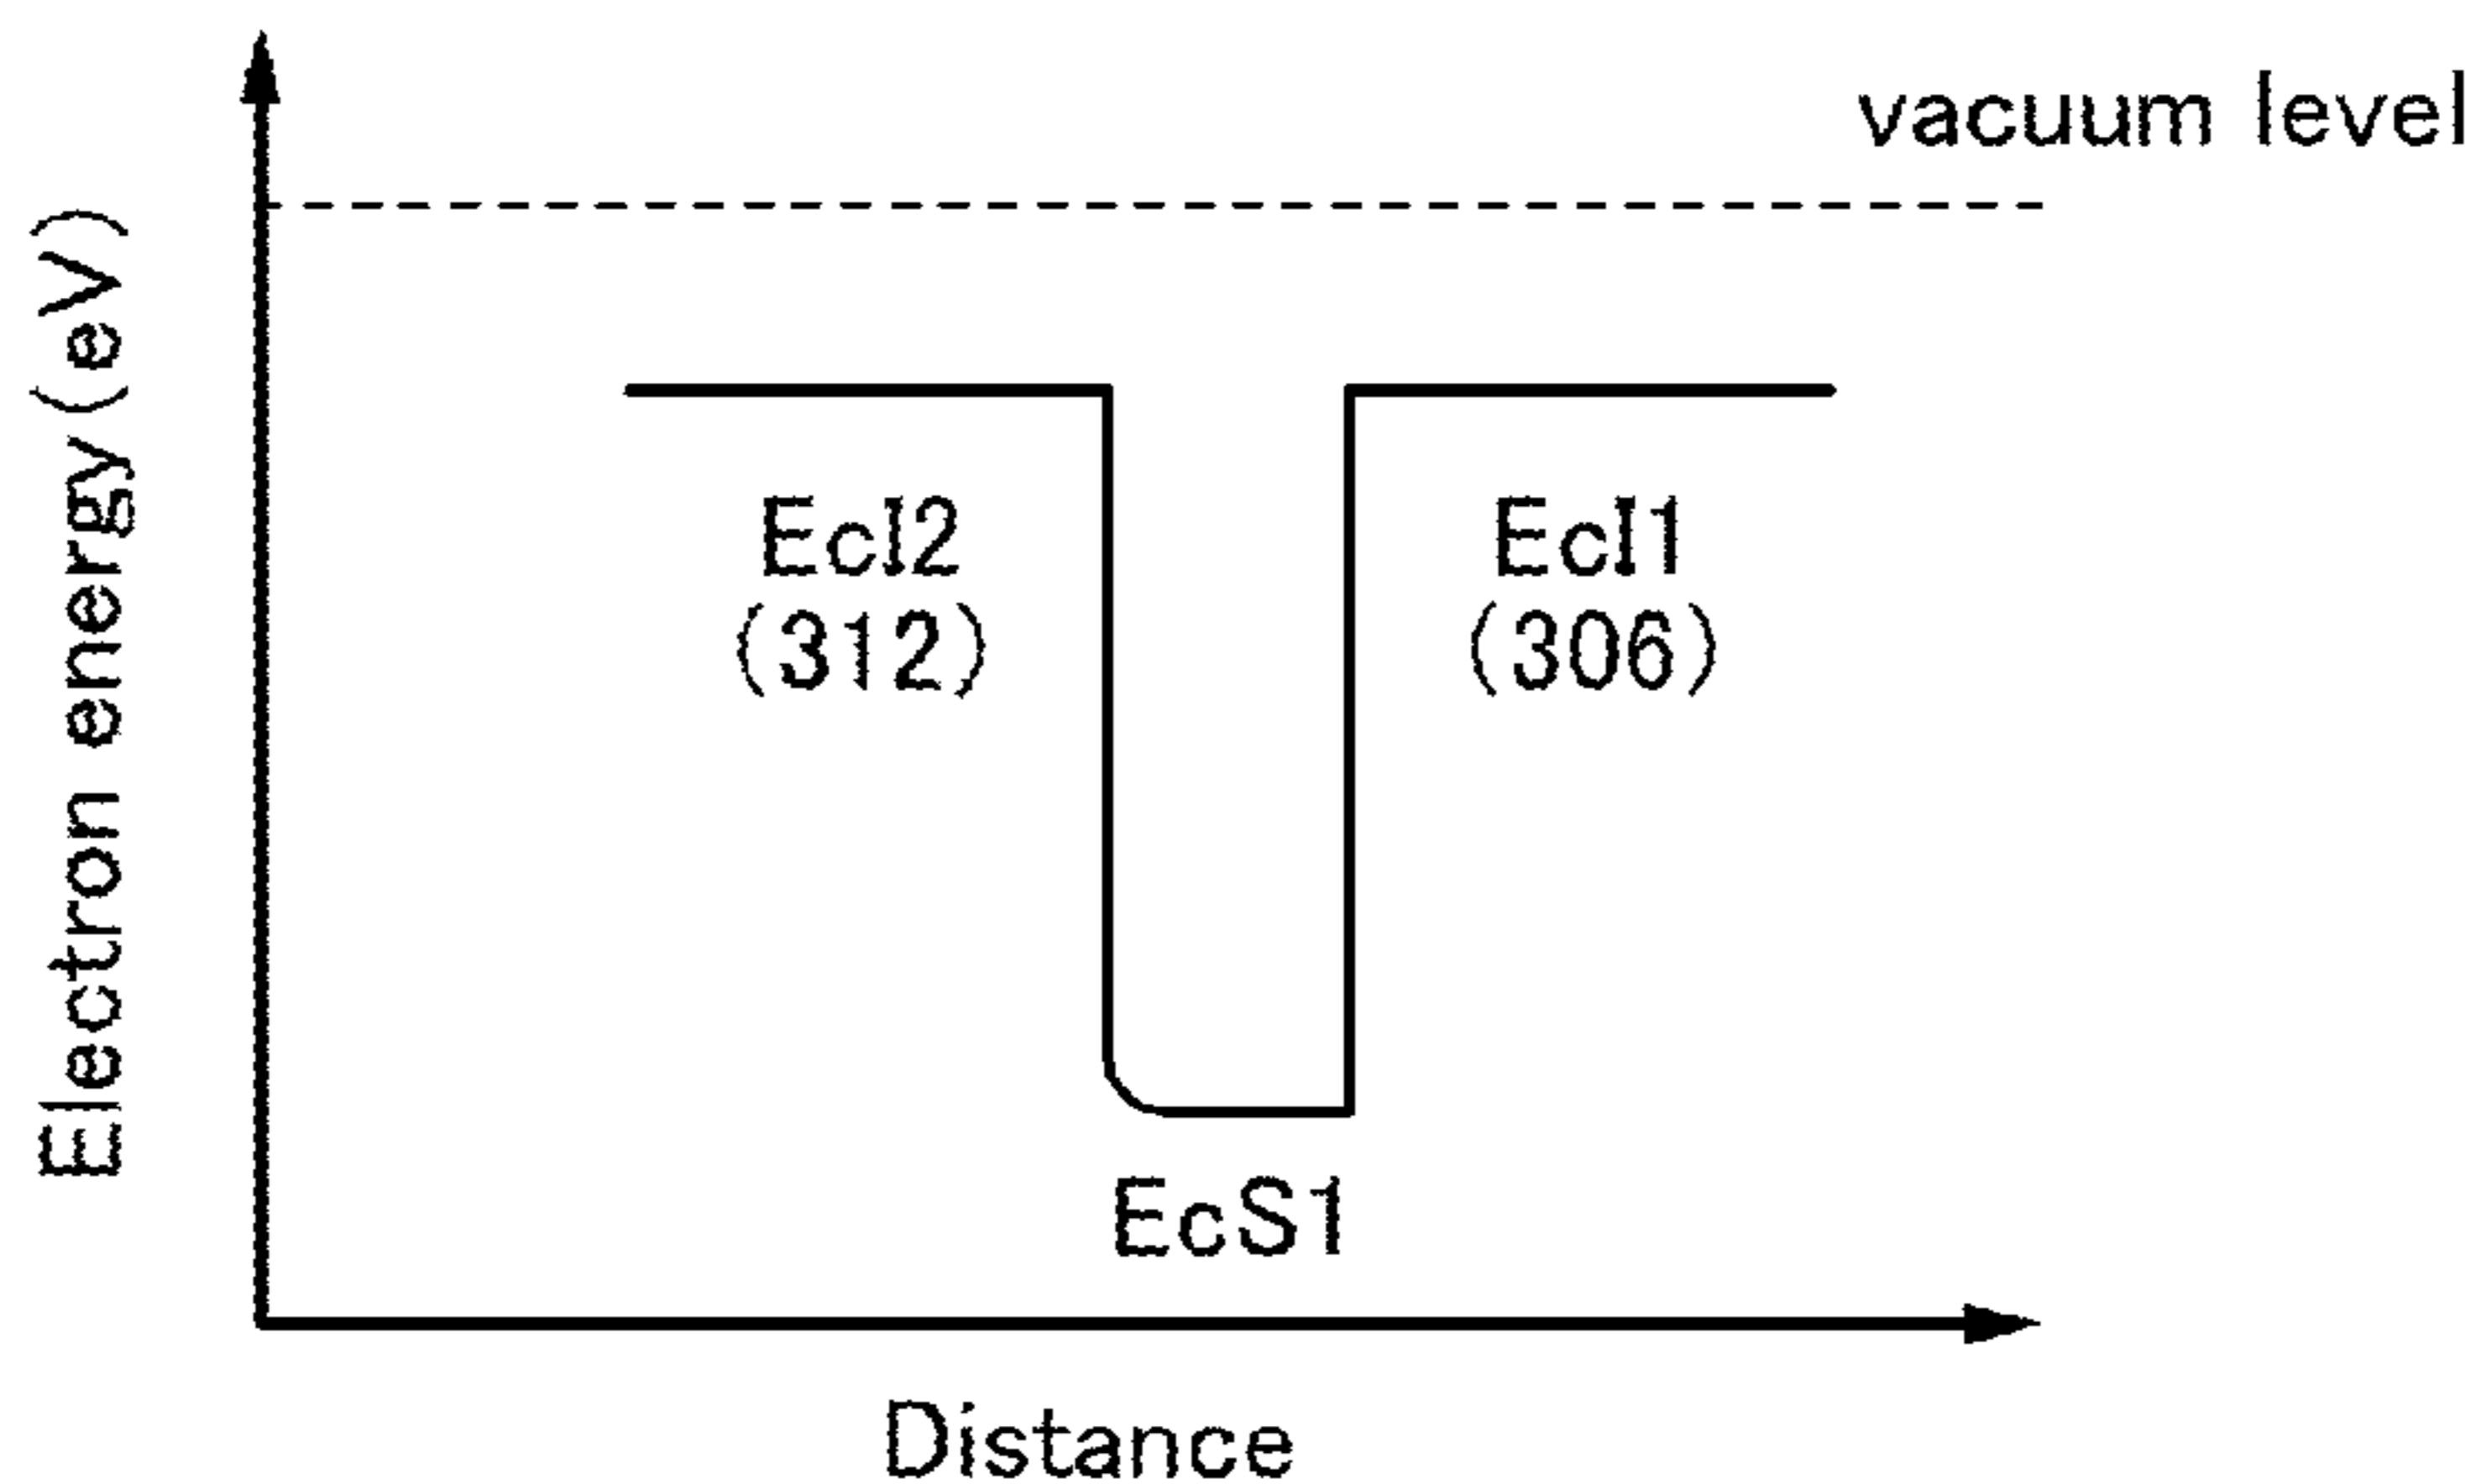 vacuum level
Electron energy(eV)
EcI2
(312)
EcI1
(306)
EcS1
Distance